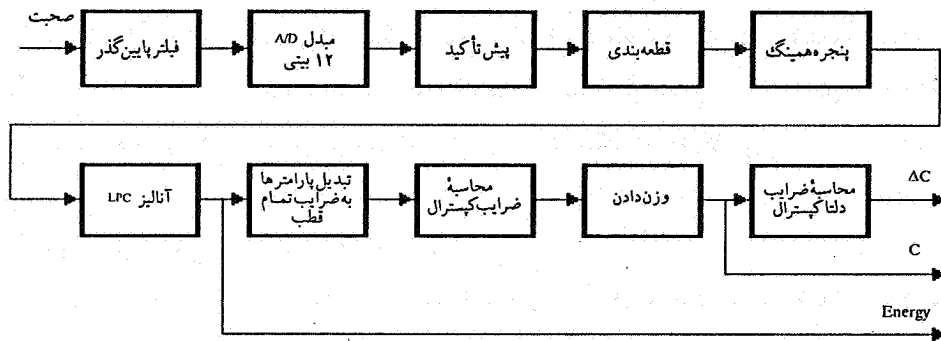 صحبت
فیلتر پایین‌گذر
مبدل A/D
۱۲ بیتی
پیش تأکید
قطعه‌بندی
پنجره همینگ
آنالیز LPC
تبدیل پارامترها
به ضرایب تمام
قطب
محاسبهٔ
ضرایب کپسترال
وزن‌دادن
محاسبهٔ ضرایب
دلتا کپسترال
ΔC
C
Energy